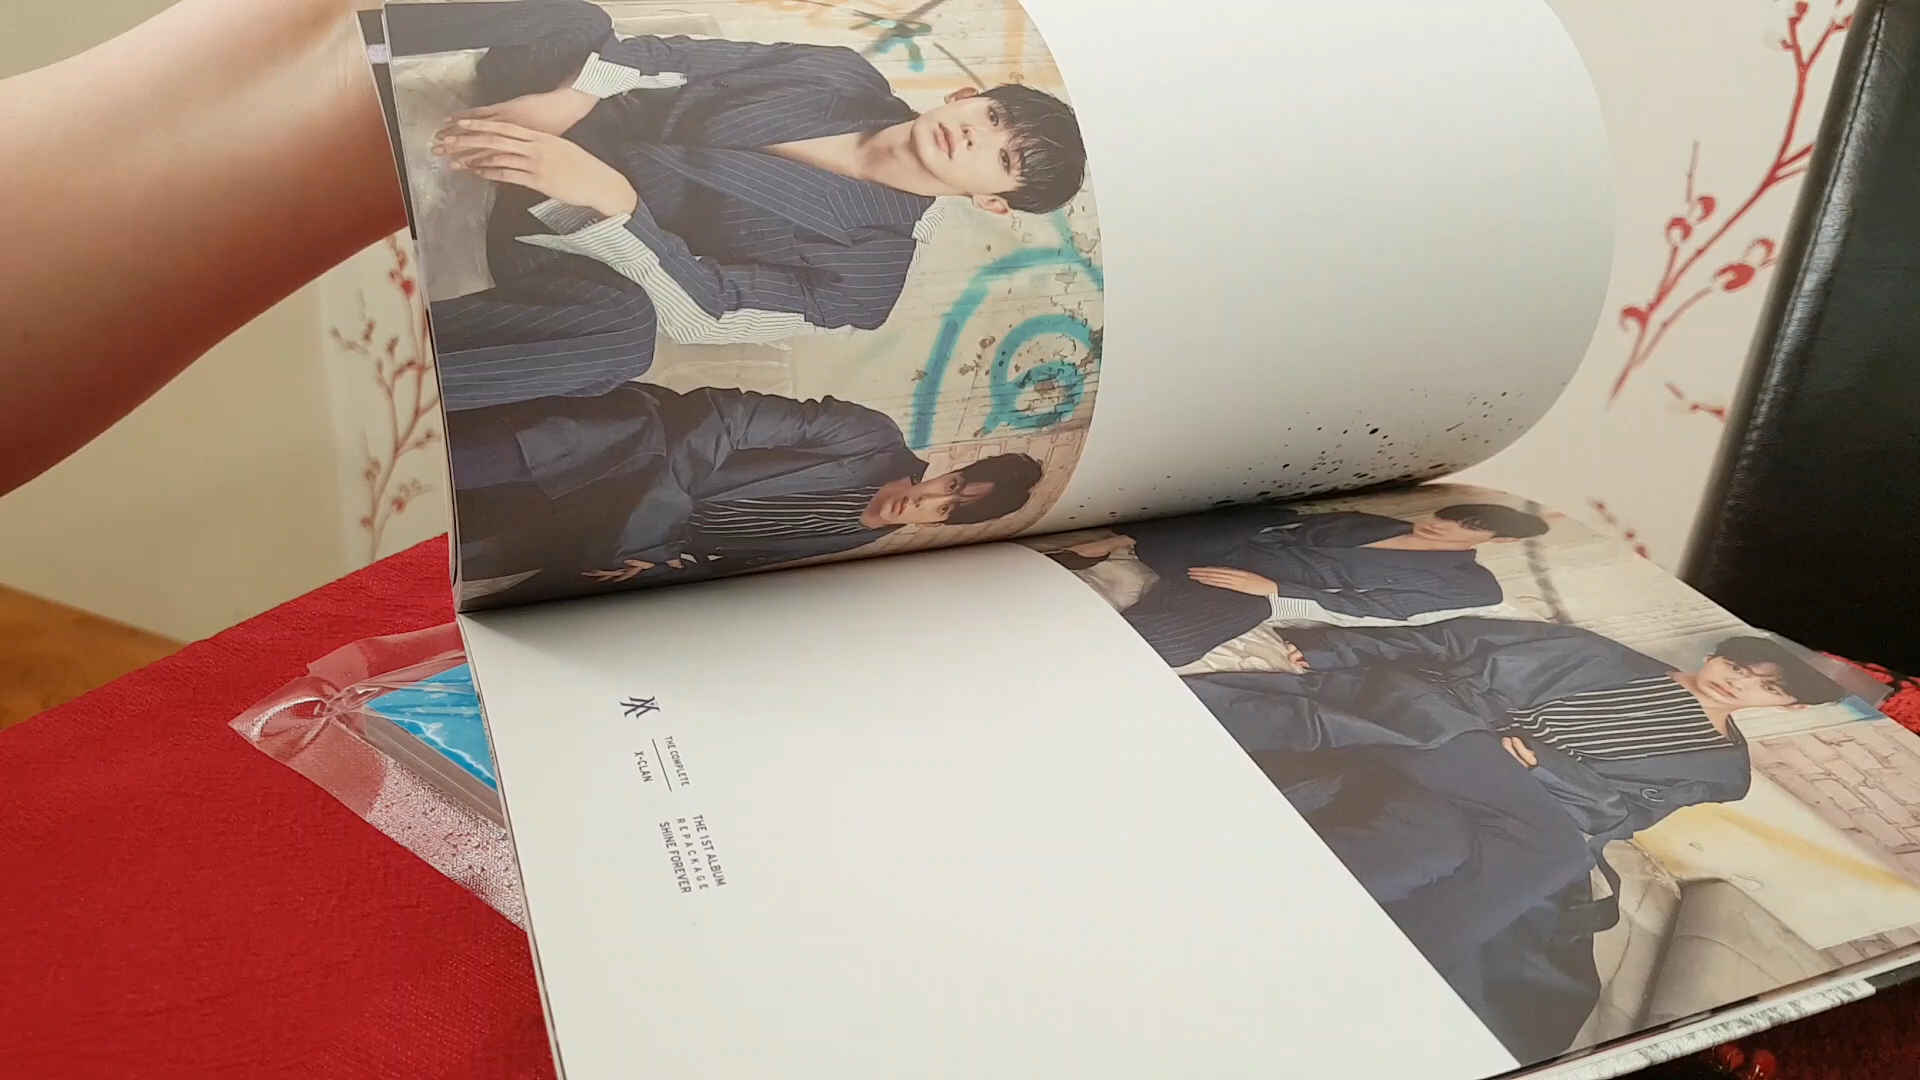 THE COMPLETE
X-CLAN
THE 1ST ALBUM
REPACKAGE
SHINE FOREVER